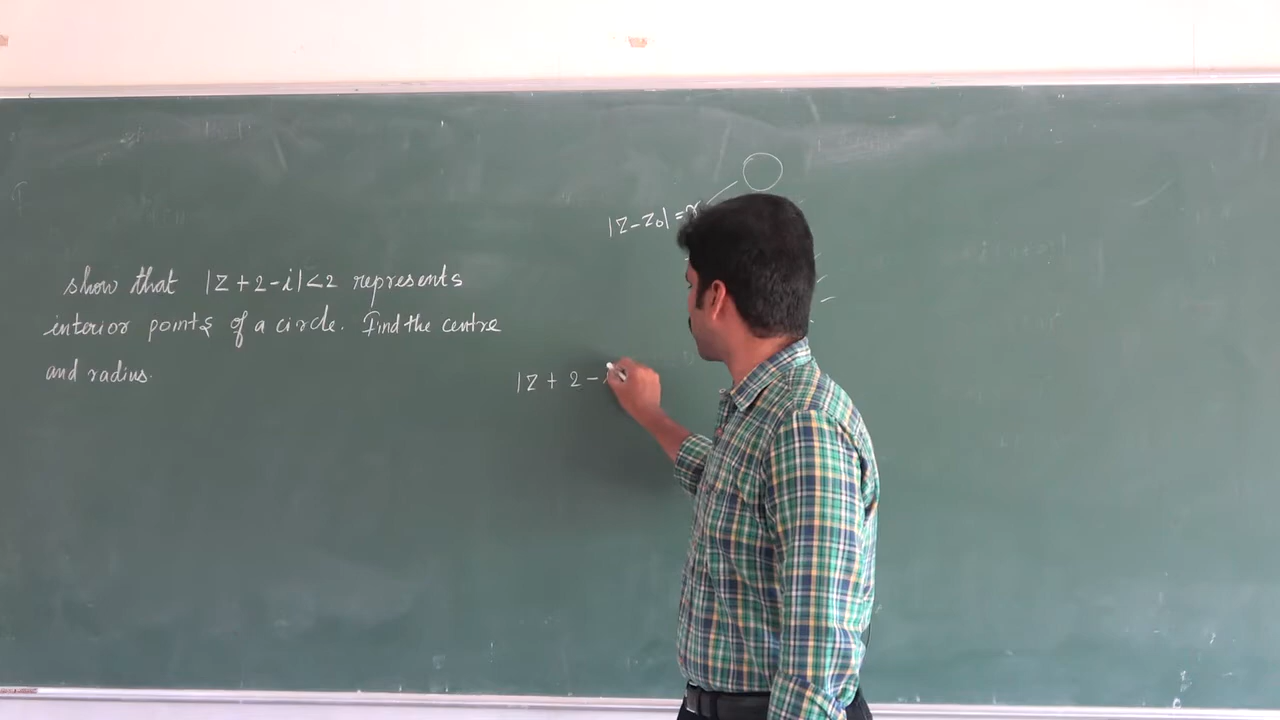 |z-z₀|=r
show that |z+2-i|<2 represents
interior points of a circle. Find the centre
and radius.
|z+2-i